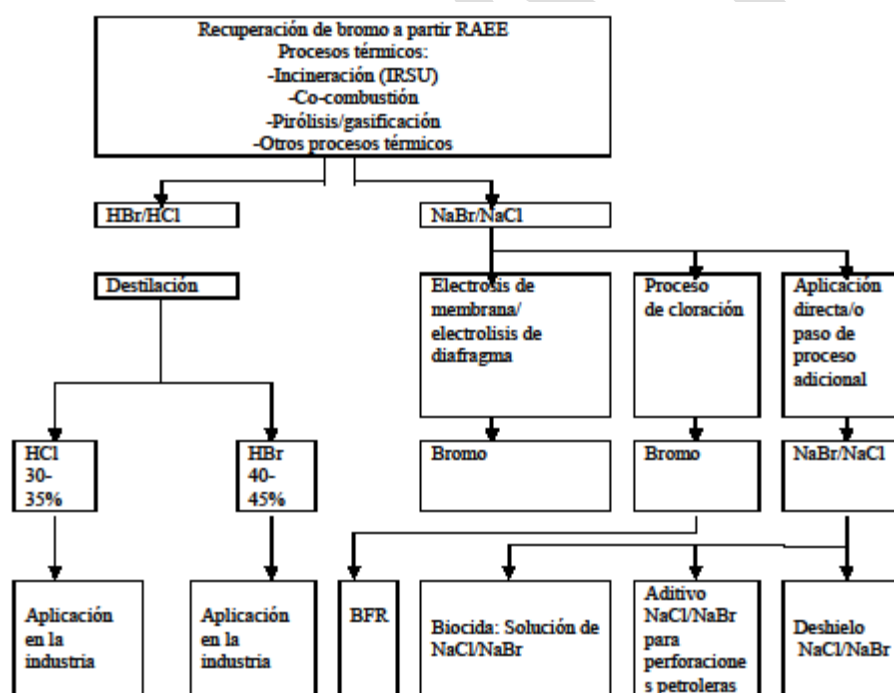 Recuperación de bromo a partir RAEE
Procesos térmicos:
-Incineración (IRSU)
-Co-combustión
-Pirólisis/gasificación
-Otros procesos térmicos
HBr/HCl
NaBr/NaCl
Destilación
Electrosis de
membrana/
electrolisis de
diafragma
Proceso
de cloración
Aplicación
directa/o
paso de
proceso
adicional
HCl
30-
35%
HBr
40-
45%
Bromo
Bromo
NaBr/NaCl
Aplicación
en la
industria
Aplicación
en la
industria
BFR
Biocida: Solución de
NaCl/NaBr
Aditivo
NaCl/NaBr
para
perforacione
s petroleras
Deshielo
NaCl/NaBr